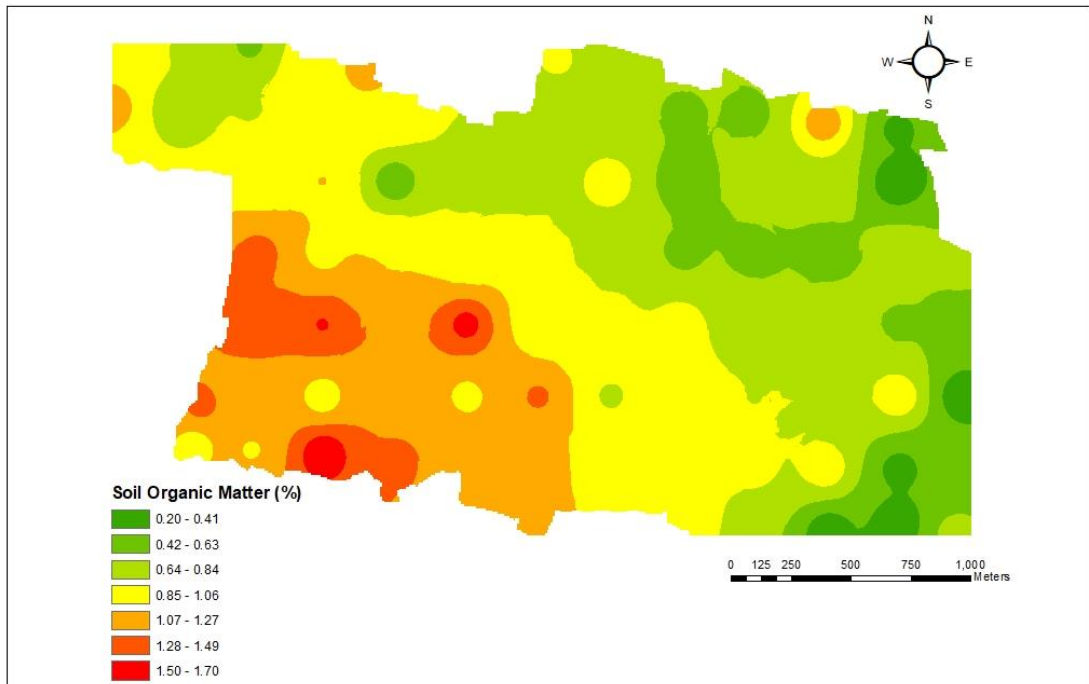 N
W E
S
Soil Organic Matter (%)
0.20 - 0.41
0.42 - 0.63
0.64 - 0.84
0.85 - 1.06
1.07 - 1.27
1.28 - 1.49
1.50 - 1.70
0 125 250 500 750 1,000
Meters